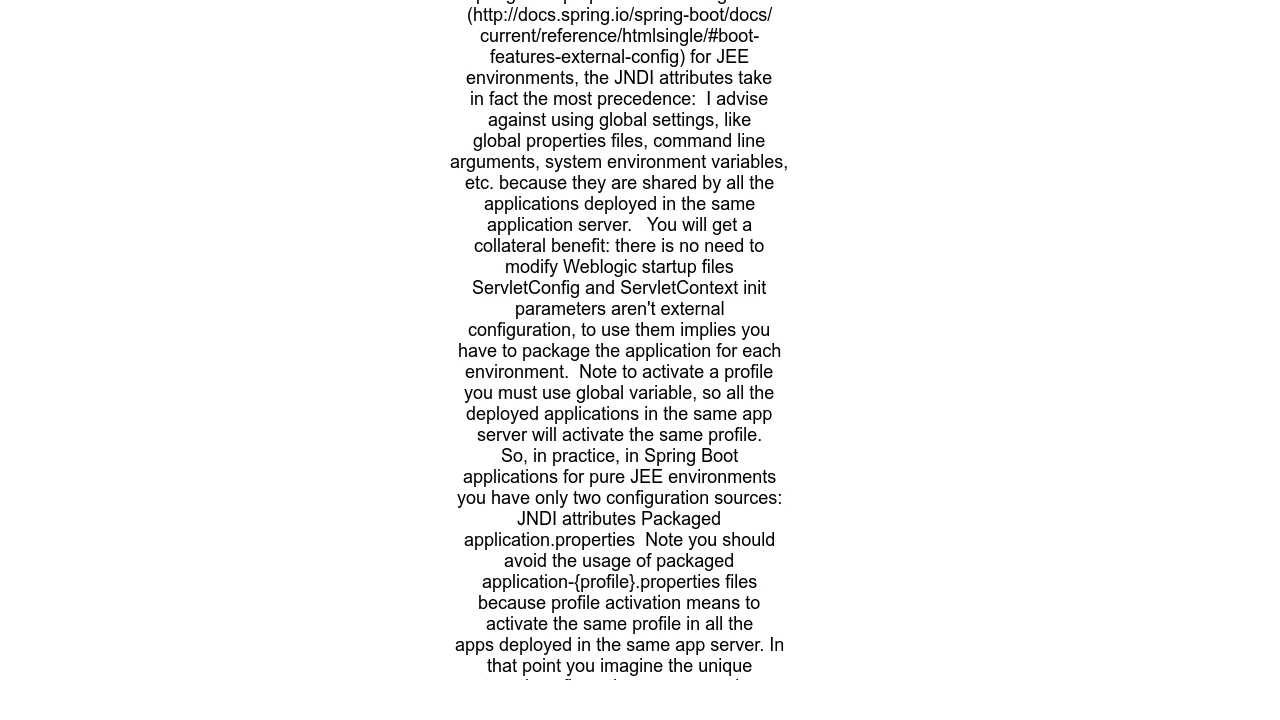 (http://docs.spring.io/spring-boot/docs/
current/reference/htmlsingle/#boot-
features-external-config) for JEE
environments, the JNDI attributes take
in fact the most precedence:  I advise
against using global settings, like
global properties files, command line
arguments, system environment variables,
etc. because they are shared by all the
applications deployed in the same
application server.   You will get a
collateral benefit: there is no need to
modify Weblogic startup files
ServletConfig and ServletContext init
parameters aren't external
configuration, to use them implies you
have to package the application for each
environment.  Note to activate a profile
you must use global variable, so all the
deployed applications in the same app
server will activate the same profile.
So, in practice, in Spring Boot
applications for pure JEE environments
you have only two configuration sources:
JNDI attributes Packaged
application.properties  Note you should
avoid the usage of packaged
application-{profile}.properties files
because profile activation means to
activate the same profile in all the
apps deployed in the same app server. In
that point you imagine the unique